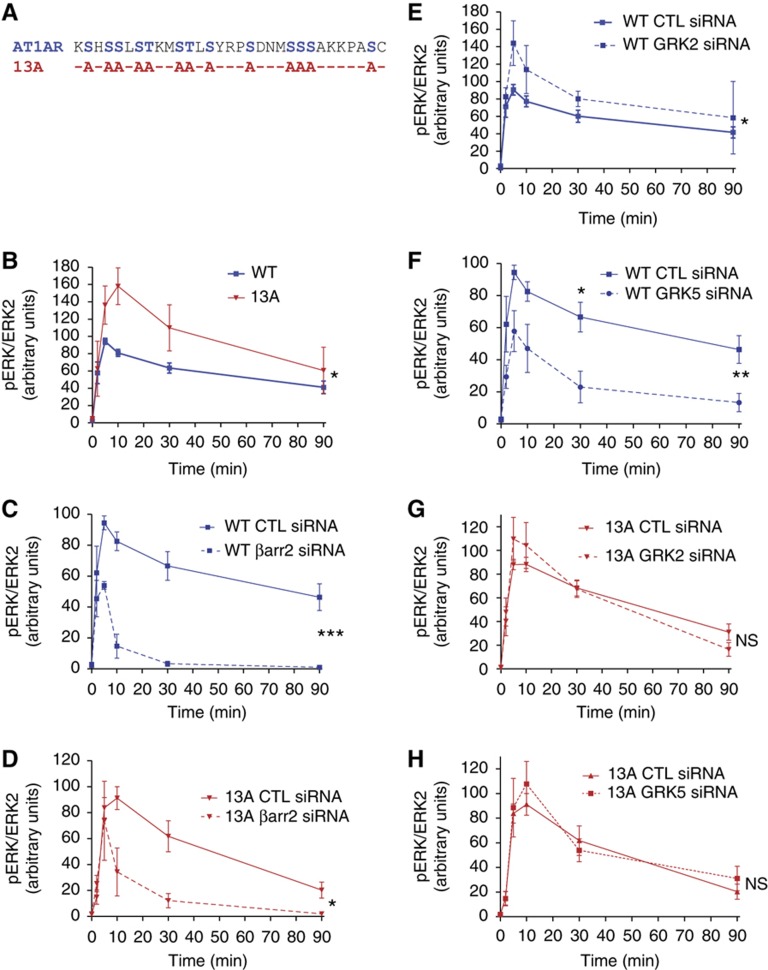 A
AT1AR KSHSSLSTKMSTLSYRPSDNMSSSAKKPASC
13A -A-AA-AA--AA-A---A---AAA-----A-
B
pERK/ERK2
(arbitrary units)
180
160
140
120
100
80
60
40
20
0
WT
13A
*
0 10 20 30 40 50 60 70 80 90
Time (min)
C
pERK/ERK2
(arbitrary units)
100
80
60
40
20
0
WT CTL siRNA
WT βarr2 siRNA
***
0 10 20 30 40 50 60 70 80 90
Time (min)
D
pERK/ERK2
(arbitrary units)
120
100
80
60
40
20
0
13A CTL siRNA
13A βarr2 siRNA
*
0 10 20 30 40 50 60 70 80 90
Time (min)
E
pERK/ERK2
(arbitrary units)
180
160
140
120
100
80
60
40
20
0
WT CTL siRNA
WT GRK2 siRNA
*
0 10 20 30 40 50 60 70 80 90
Time (min)
F
pERK/ERK2
(arbitrary units)
100
80
60
40
20
0
WT CTL siRNA
WT GRK5 siRNA
*
**
0 10 20 30 40 50 60 70 80 90
Time (min)
G
pERK/ERK2
(arbitrary units)
120
100
80
60
40
20
0
13A CTL siRNA
13A GRK2 siRNA
NS
0 10 20 30 40 50 60 70 80 90
Time (min)
H
pERK/ERK2
(arbitrary units)
120
100
80
60
40
20
0
13A CTL siRNA
13A GRK5 siRNA
NS
0 10 20 30 40 50 60 70 80 90
Time (min)